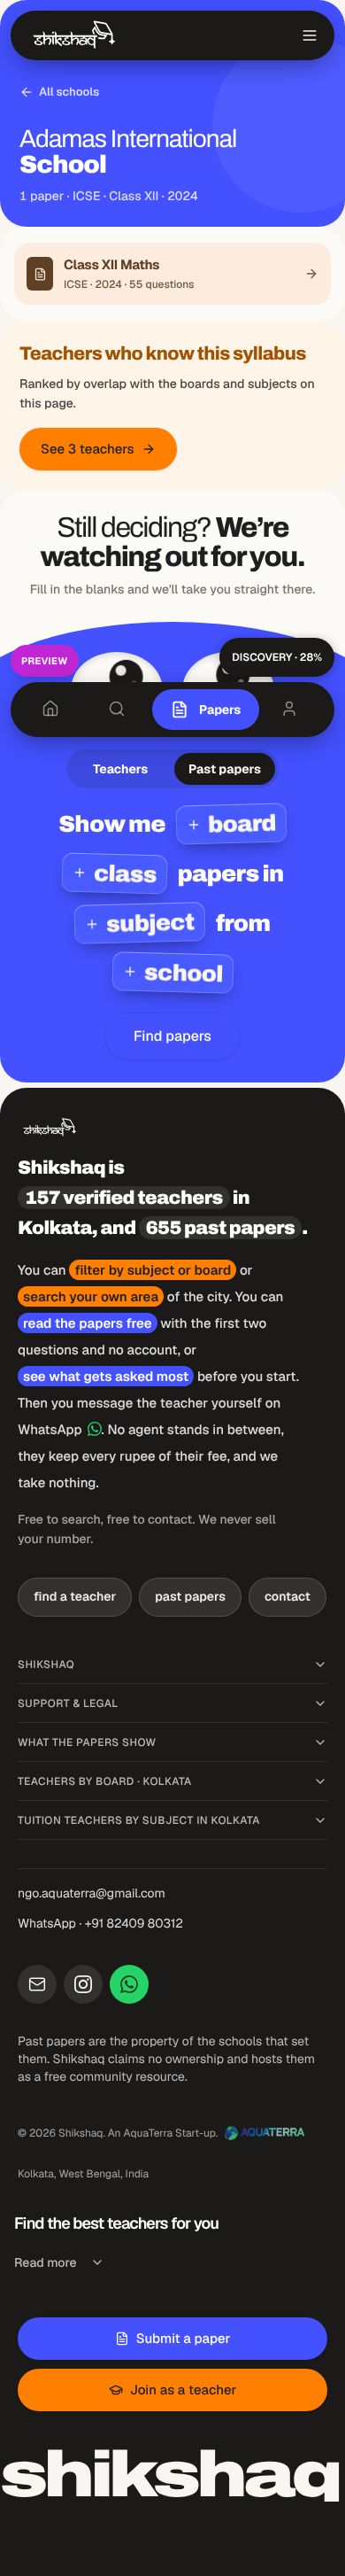 shikshaq
All schools
Adamas International
School
1 paper · ICSE · Class XII · 2024
Class XII Maths
ICSE · 2024 · 55 questions
Teachers who know this syllabus
Ranked by overlap with the boards and subjects on
this page.
See 3 teachers
Still deciding? We're
watching out for you.
Fill in the blanks and we'll take you straight there.
PREVIEW
DISCOVERY · 28%
Papers
Teachers
Past papers
Show me + board
+ class papers in
+ subject from
+ school
Find papers
shikshaq
Shikshaq is
157 verified teachers in
Kolkata, and 655 past papers.
You can filter by subject or board or
search your own area of the city. You can
read the papers free with the first two
questions and no account, or
see what gets asked most before you start.
Then you message the teacher yourself on
WhatsApp. No agent stands in between,
they keep every rupee of their fee, and we
take nothing.
Free to search, free to contact. We never sell
your number.
find a teacher
past papers
contact
SHIKSHAQ
SUPPORT & LEGAL
WHAT THE PAPERS SHOW
TEACHERS BY BOARD · KOLKATA
TUITION TEACHERS BY SUBJECT IN KOLKATA
ngo.aquaterra@gmail.com
WhatsApp · +91 82409 80312
Past papers are the property of the schools that set
them. Shikshaq claims no ownership and hosts them
as a free community resource.
© 2026 Shikshaq. An AquaTerra Start-up. AQUATERRA
Kolkata, West Bengal, India
Find the best teachers for you
Read more
Submit a paper
Join as a teacher
shikshaq